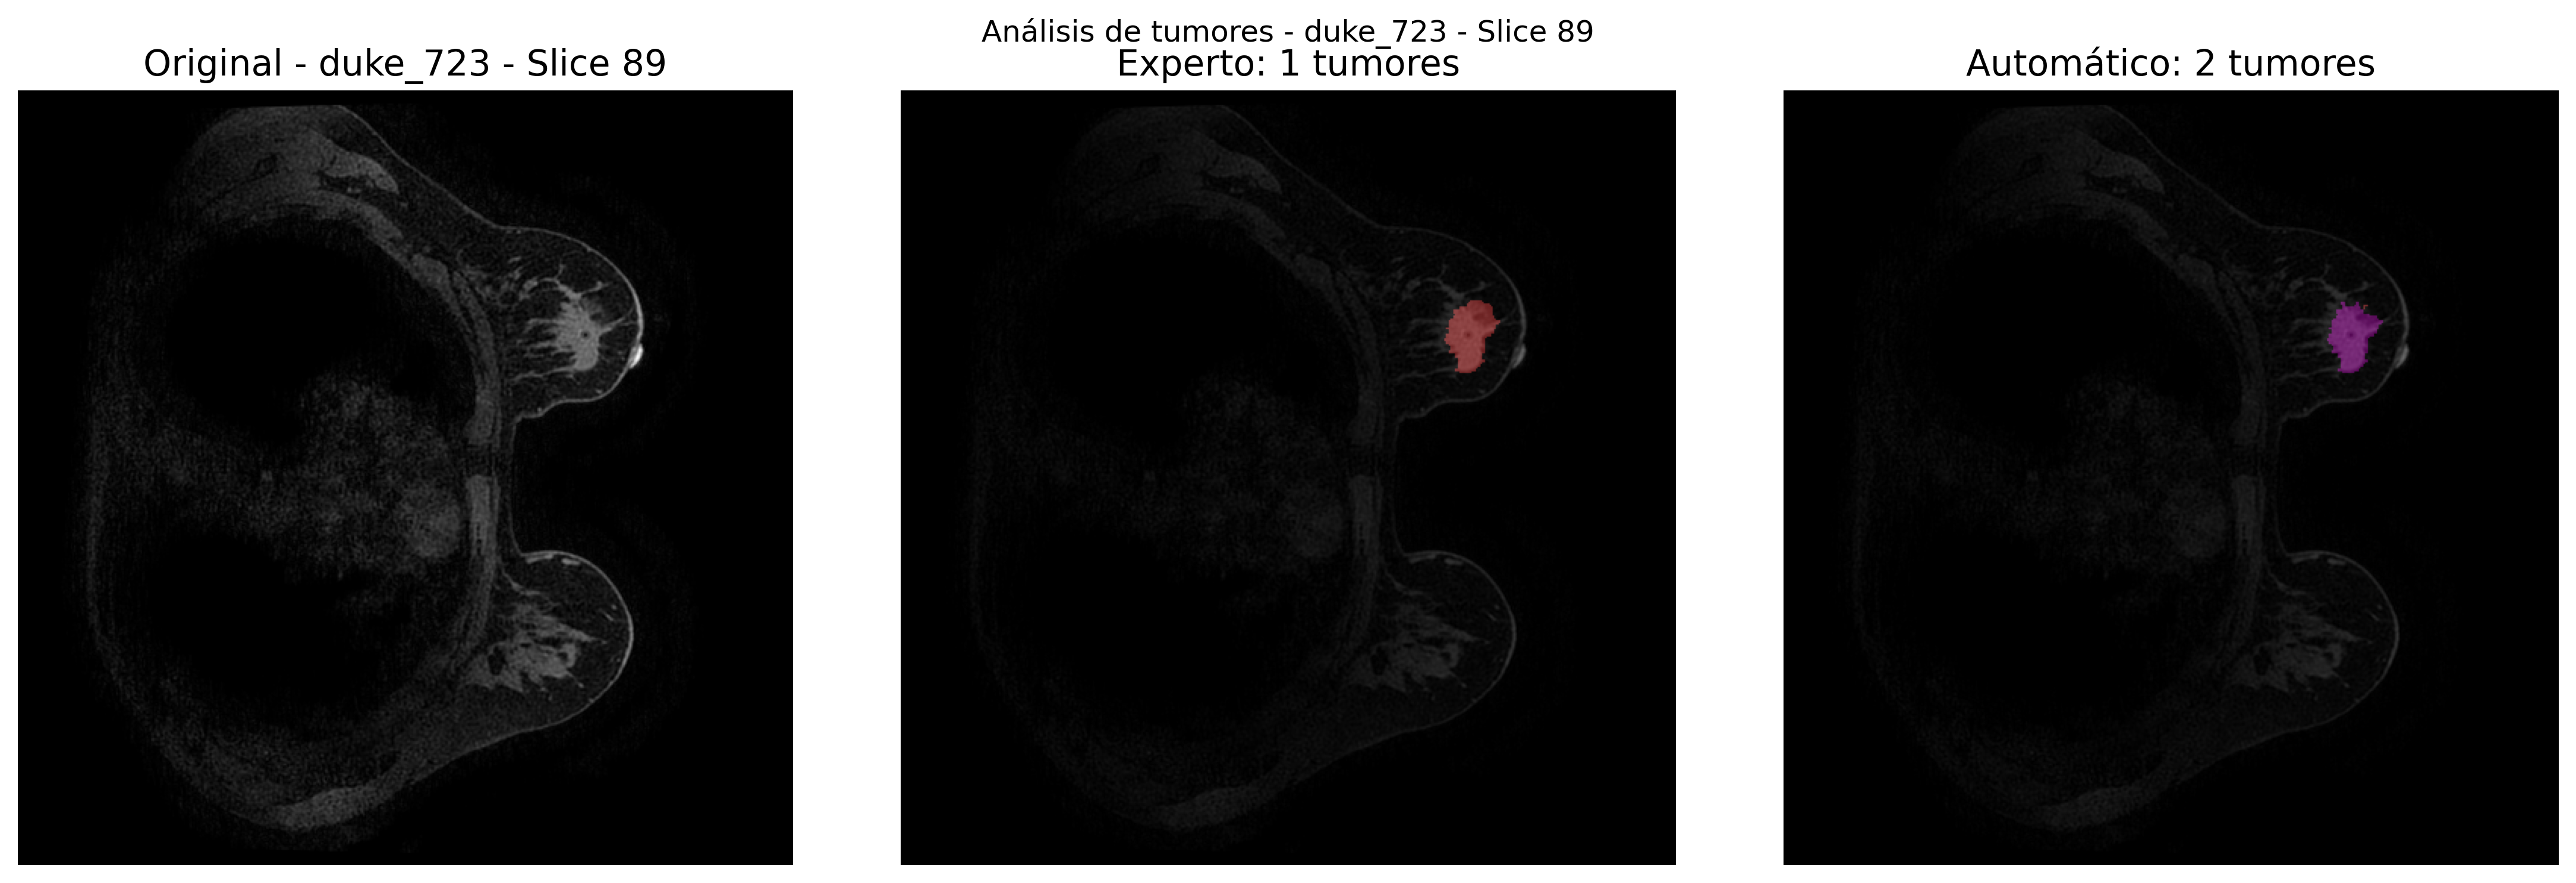 Análisis de tumores - duke_723 - Slice 89
Original - duke_723 - Slice 89
Experto: 1 tumores
Automático: 2 tumores